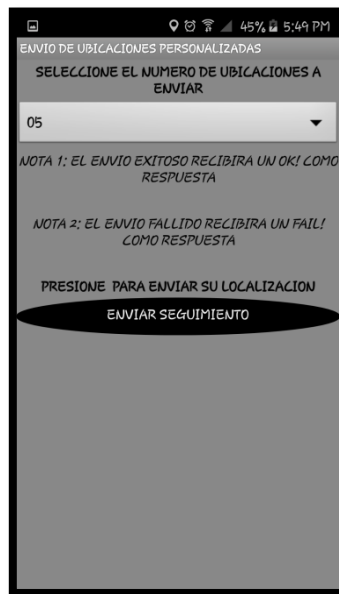 45% 5:49 PM
ENVIO DE UBICACIONES PERSONALIZADAS
SELECCIONE EL NUMERO DE UBICACIONES A
ENVIAR
05
NOTA 1: EL ENVIO EXITOSO RECIBIRA UN OK! COMO
RESPUESTA
NOTA 2: EL ENVIO FALLIDO RECIBIRA UN FAIL!
COMO RESPUESTA
PRESIONE PARA ENVIAR SU LOCALIZACION
ENVIAR SEGUIMIENTO